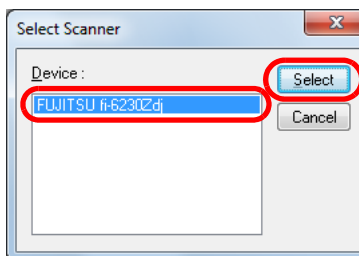 Select Scanner
Device :
Select
FUJITSU fi-6230Zdj
Cancel